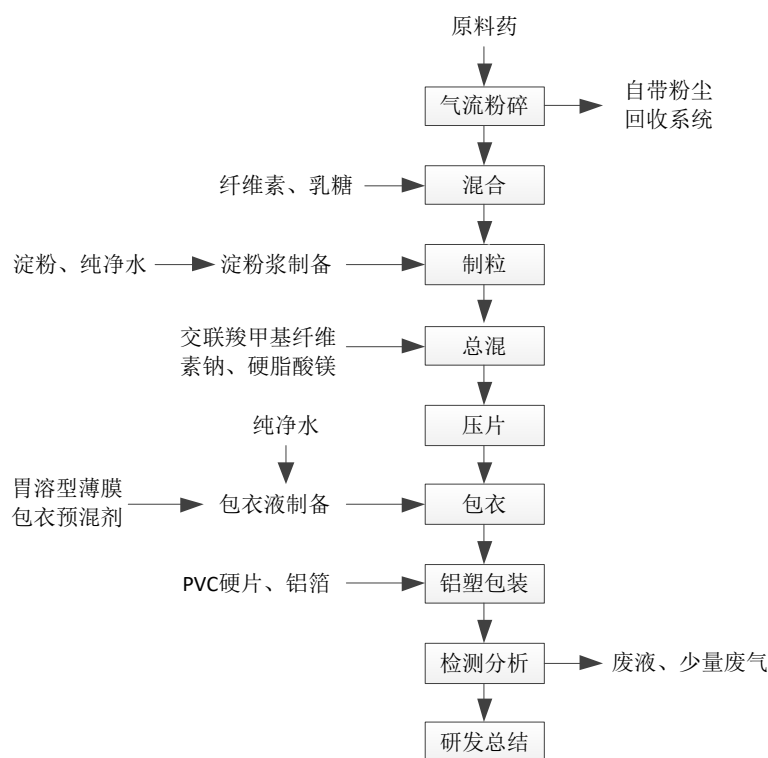 原料药
气流粉碎
自带粉尘
回收系统
纤维素、乳糖
混合
淀粉、纯净水
淀粉浆制备
制粒
交联羧甲基纤维
素钠、硬脂酸镁
总混
压片
纯净水
胃溶型薄膜
包衣预混剂
包衣液制备
包衣
PVC硬片、铝箔
铝塑包装
检测分析
废液、少量废气
研发总结